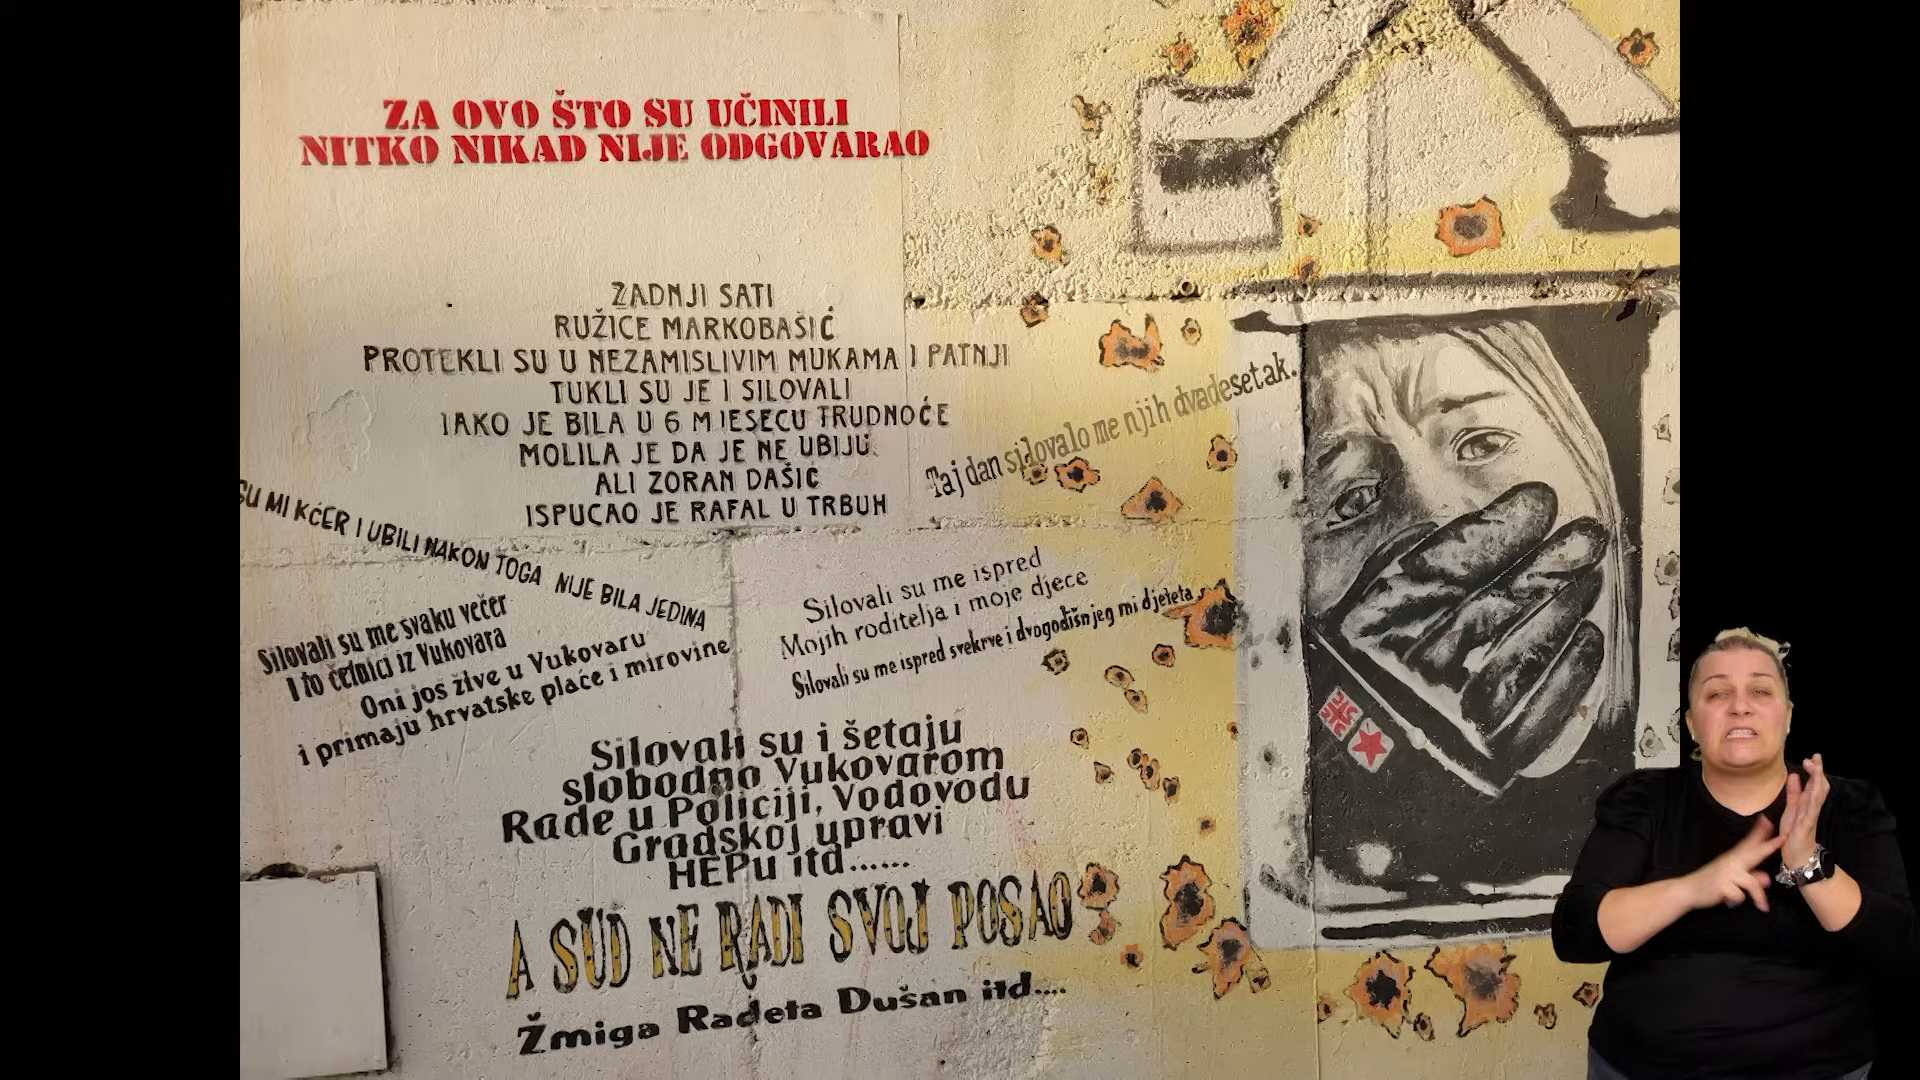 ZA OVO ŠTO SU UČINILI
NITKO NIKAD NIJE ODGOVARAO
ZADNJI SATI
RUŽICE MARKOBAŠIĆ
PROTEKLI SU U NEZAMISLIVIM MUKAMA I PATNJI
TUKLI SU JE I SILOVALI
IAKO JE BILA U 6 MJESECU TRUDNOĆE
MOLILA JE DA JE NE UBIJU.
ALI ZORAN DAŠIĆ
ISPUCAO JE RAFAL U TRBUH
Taj dan silovalo me njih dvadesetak.
SU MI KĆER I UBILI NAKON TOGA NIJE BILA JEDINA
Silovali su me svaku večer
I to četnici iz Vukovara
Oni jos žive u Vukovaru
i primaju hrvatske plaće i mirovine
Silovali su me ispred
Mojih roditelja i moje djece
Silovali su me ispred svekrve i dvogodišnjeg mi djeteta
Silovali su i šetaju
slobodno Vukovarom
Rade u Policiji, Vodovodu
Gradskoj upravi
HEPu itd......
A SUD NE RADI SVOJ POSAO
Žmiga Radeta Dušan itd....